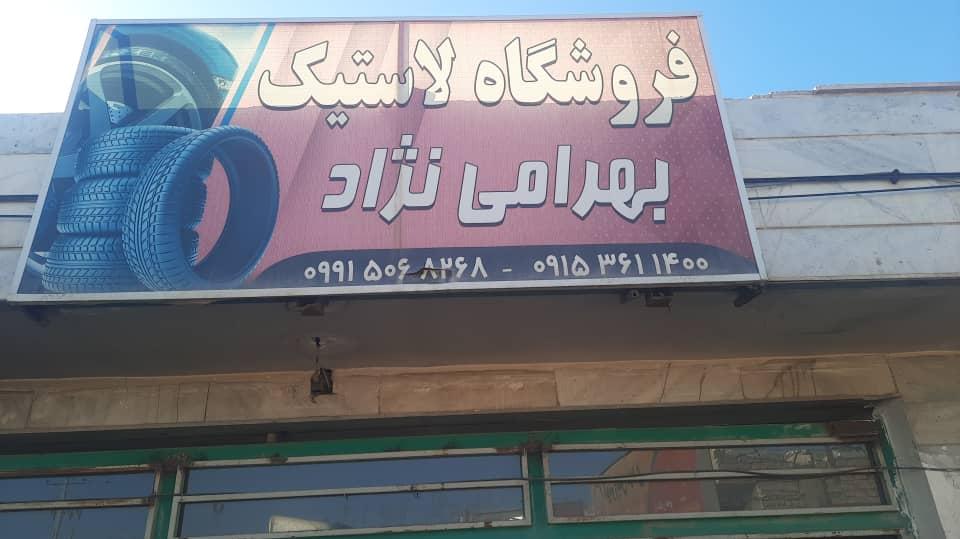 فروشگاه لاستیک
بهرامی نژاد
۰۹۹۱ ۵۰۶ ۸۲۶۸ - ۰۹۱۵ ۳۶۱ ۱۴۰۰